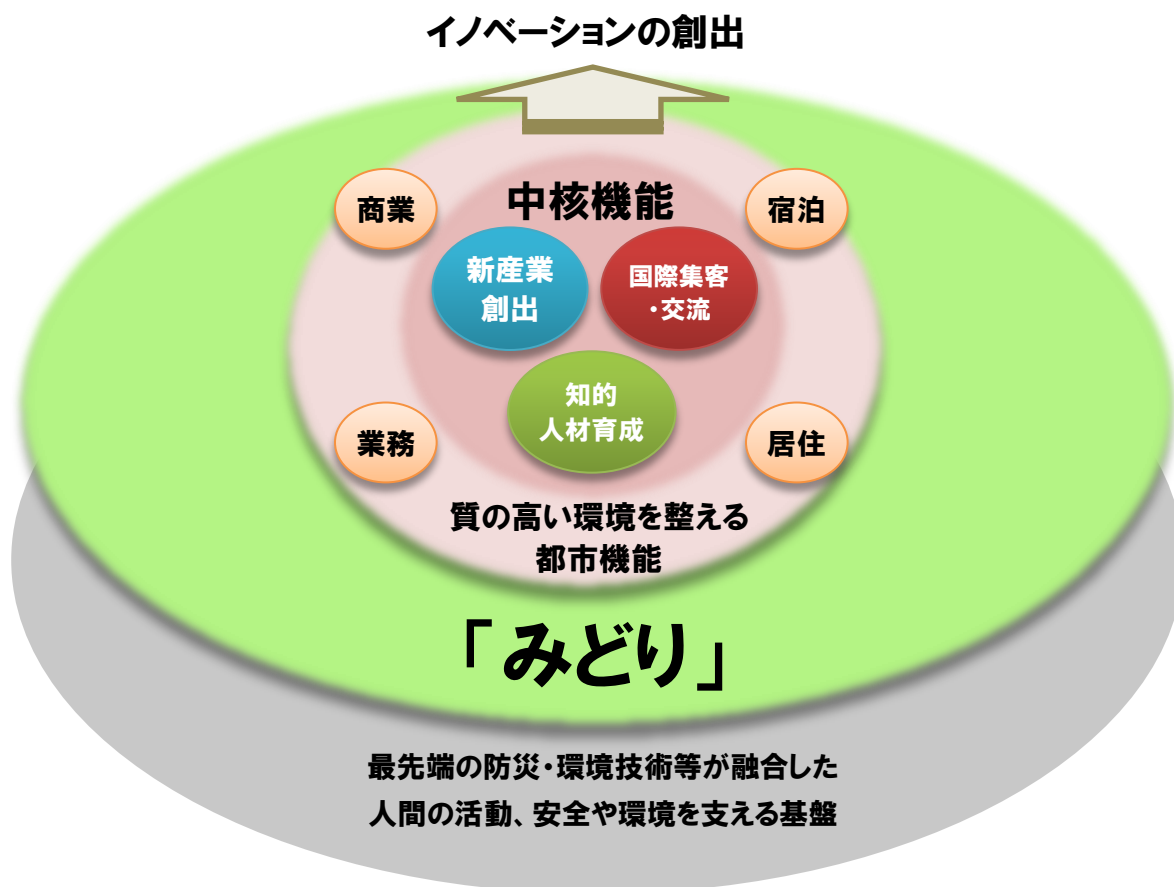 イノベーションの創出
中核機能
商業
宿泊
新産業
創出
国際集客
・交流
知的
人材育成
業務
居住
質の高い環境を整える
都市機能
「みどり」
最先端の防災・環境技術等が融合した
人間の活動、安全や環境を支える基盤